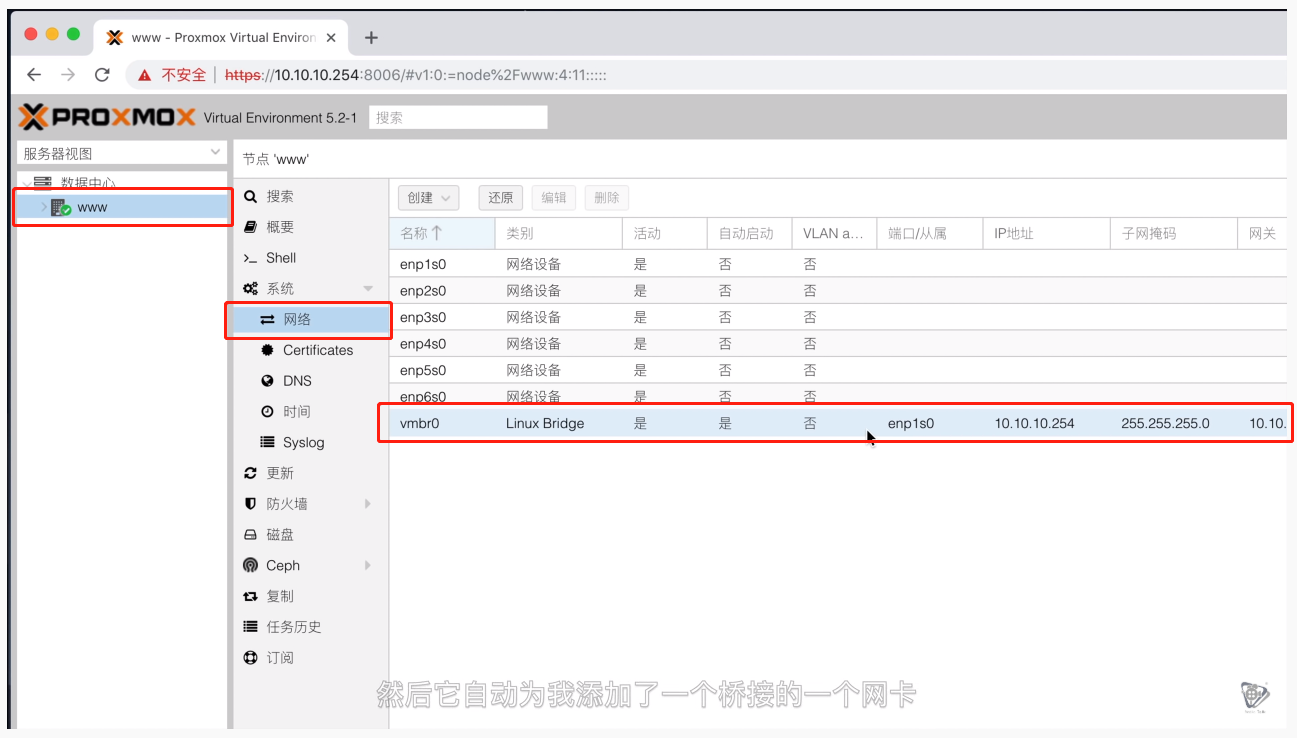 www - Proxmox Virtual Environ
不安全 | https://10.10.10.254:8006/#v1:0:=node%2Fwww:4:11:::::
PROXMOX Virtual Environment 5.2-1 搜索
服务器视图
数据中心
www
节点 'www'
搜索
概要
Shell
系统
网络
Certificates
DNS
时间
Syslog
更新
防火墙
磁盘
Ceph
复制
任务历史
订阅
创建 还原 编辑 删除
名称 类别 活动 自动启动 VLAN a... 端口/从属 IP地址 子网掩码 网关
enp1s0 网络设备 是 否 否
enp2s0 网络设备 是 否 否
enp3s0 网络设备 是 否 否
enp4s0 网络设备 是 否 否
enp5s0 网络设备 是 否 否
enp6s0 网络设备 是 否 否
vmbr0 Linux Bridge 是 是 否 enp1s0 10.10.10.254 255.255.255.0 10.10.
然后它自动为我添加了一个桥接的一个网卡